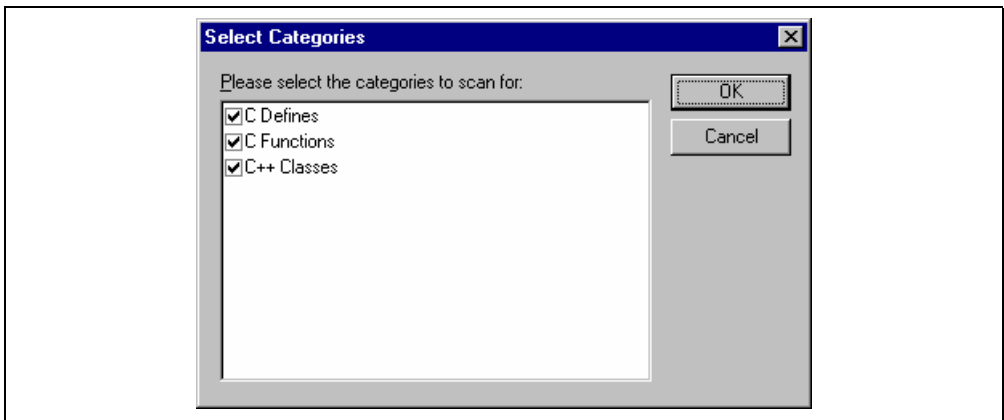 Select Categories
Please select the categories to scan for:
OK
C Defines
C Functions
Cancel
C++ Classes